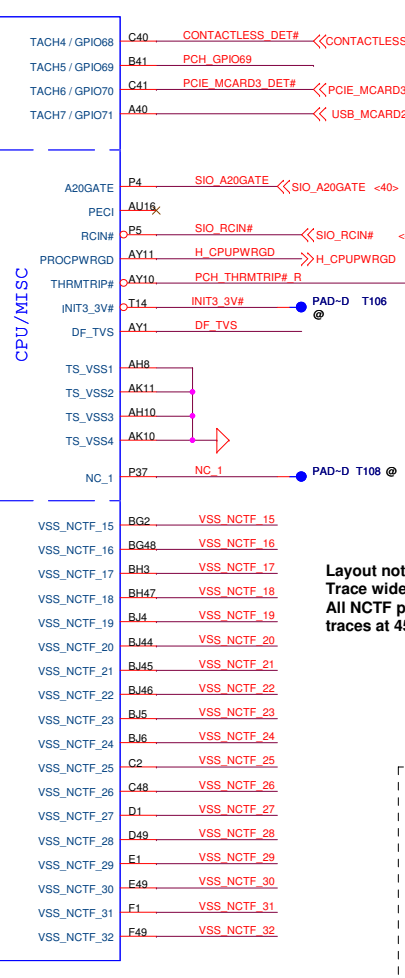 TACH4 / GPIO68 C40 CONTACTLESS_DET# CONTACTLESS
TACH5 / GPIO69 B41 PCH_GPIO69
TACH6 / GPIO70 C41 PCIE_MCARD3_DET# PCIE_MCARD3
TACH7 / GPIO71 A40 USB_MCARD2
A20GATE P4 SIO_A20GATE SIO_A20GATE <40>
PECI AU16
RCIN# P5 SIO_RCIN# SIO_RCIN# <
PROCPWRGD AY11 H_CPUPWRGD H_CPUPWRGD
THRMTRIP# AY10 PCH_THRMTRIP#_R
INIT3_3V# T14 INIT3_3V# PAD~D T106
@
DF_TVS AY1 DF_TVS
CPU/MISC
TS_VSS1 AH8
TS_VSS2 AK11
TS_VSS3 AH10
TS_VSS4 AK10
NC_1 P37 NC_1 PAD~D T108 @
VSS_NCTF_15 BG2 VSS_NCTF_15
VSS_NCTF_16 BG48 VSS_NCTF_16
VSS_NCTF_17 BH3 VSS_NCTF_17
VSS_NCTF_18 BH47 VSS_NCTF_18
VSS_NCTF_19 BJ4 VSS_NCTF_19
VSS_NCTF_20 BJ44 VSS_NCTF_20
VSS_NCTF_21 BJ45 VSS_NCTF_21
VSS_NCTF_22 BJ46 VSS_NCTF_22
VSS_NCTF_23 BJ5 VSS_NCTF_23
VSS_NCTF_24 BJ6 VSS_NCTF_24
VSS_NCTF_25 C2 VSS_NCTF_25
VSS_NCTF_26 C48 VSS_NCTF_26
VSS_NCTF_27 D1 VSS_NCTF_27
VSS_NCTF_28 D49 VSS_NCTF_28
VSS_NCTF_29 E1 VSS_NCTF_29
VSS_NCTF_30 E49 VSS_NCTF_30
VSS_NCTF_31 F1 VSS_NCTF_31
VSS_NCTF_32 F49 VSS_NCTF_32
Layout not
Trace wide
All NCTF p
traces at 45